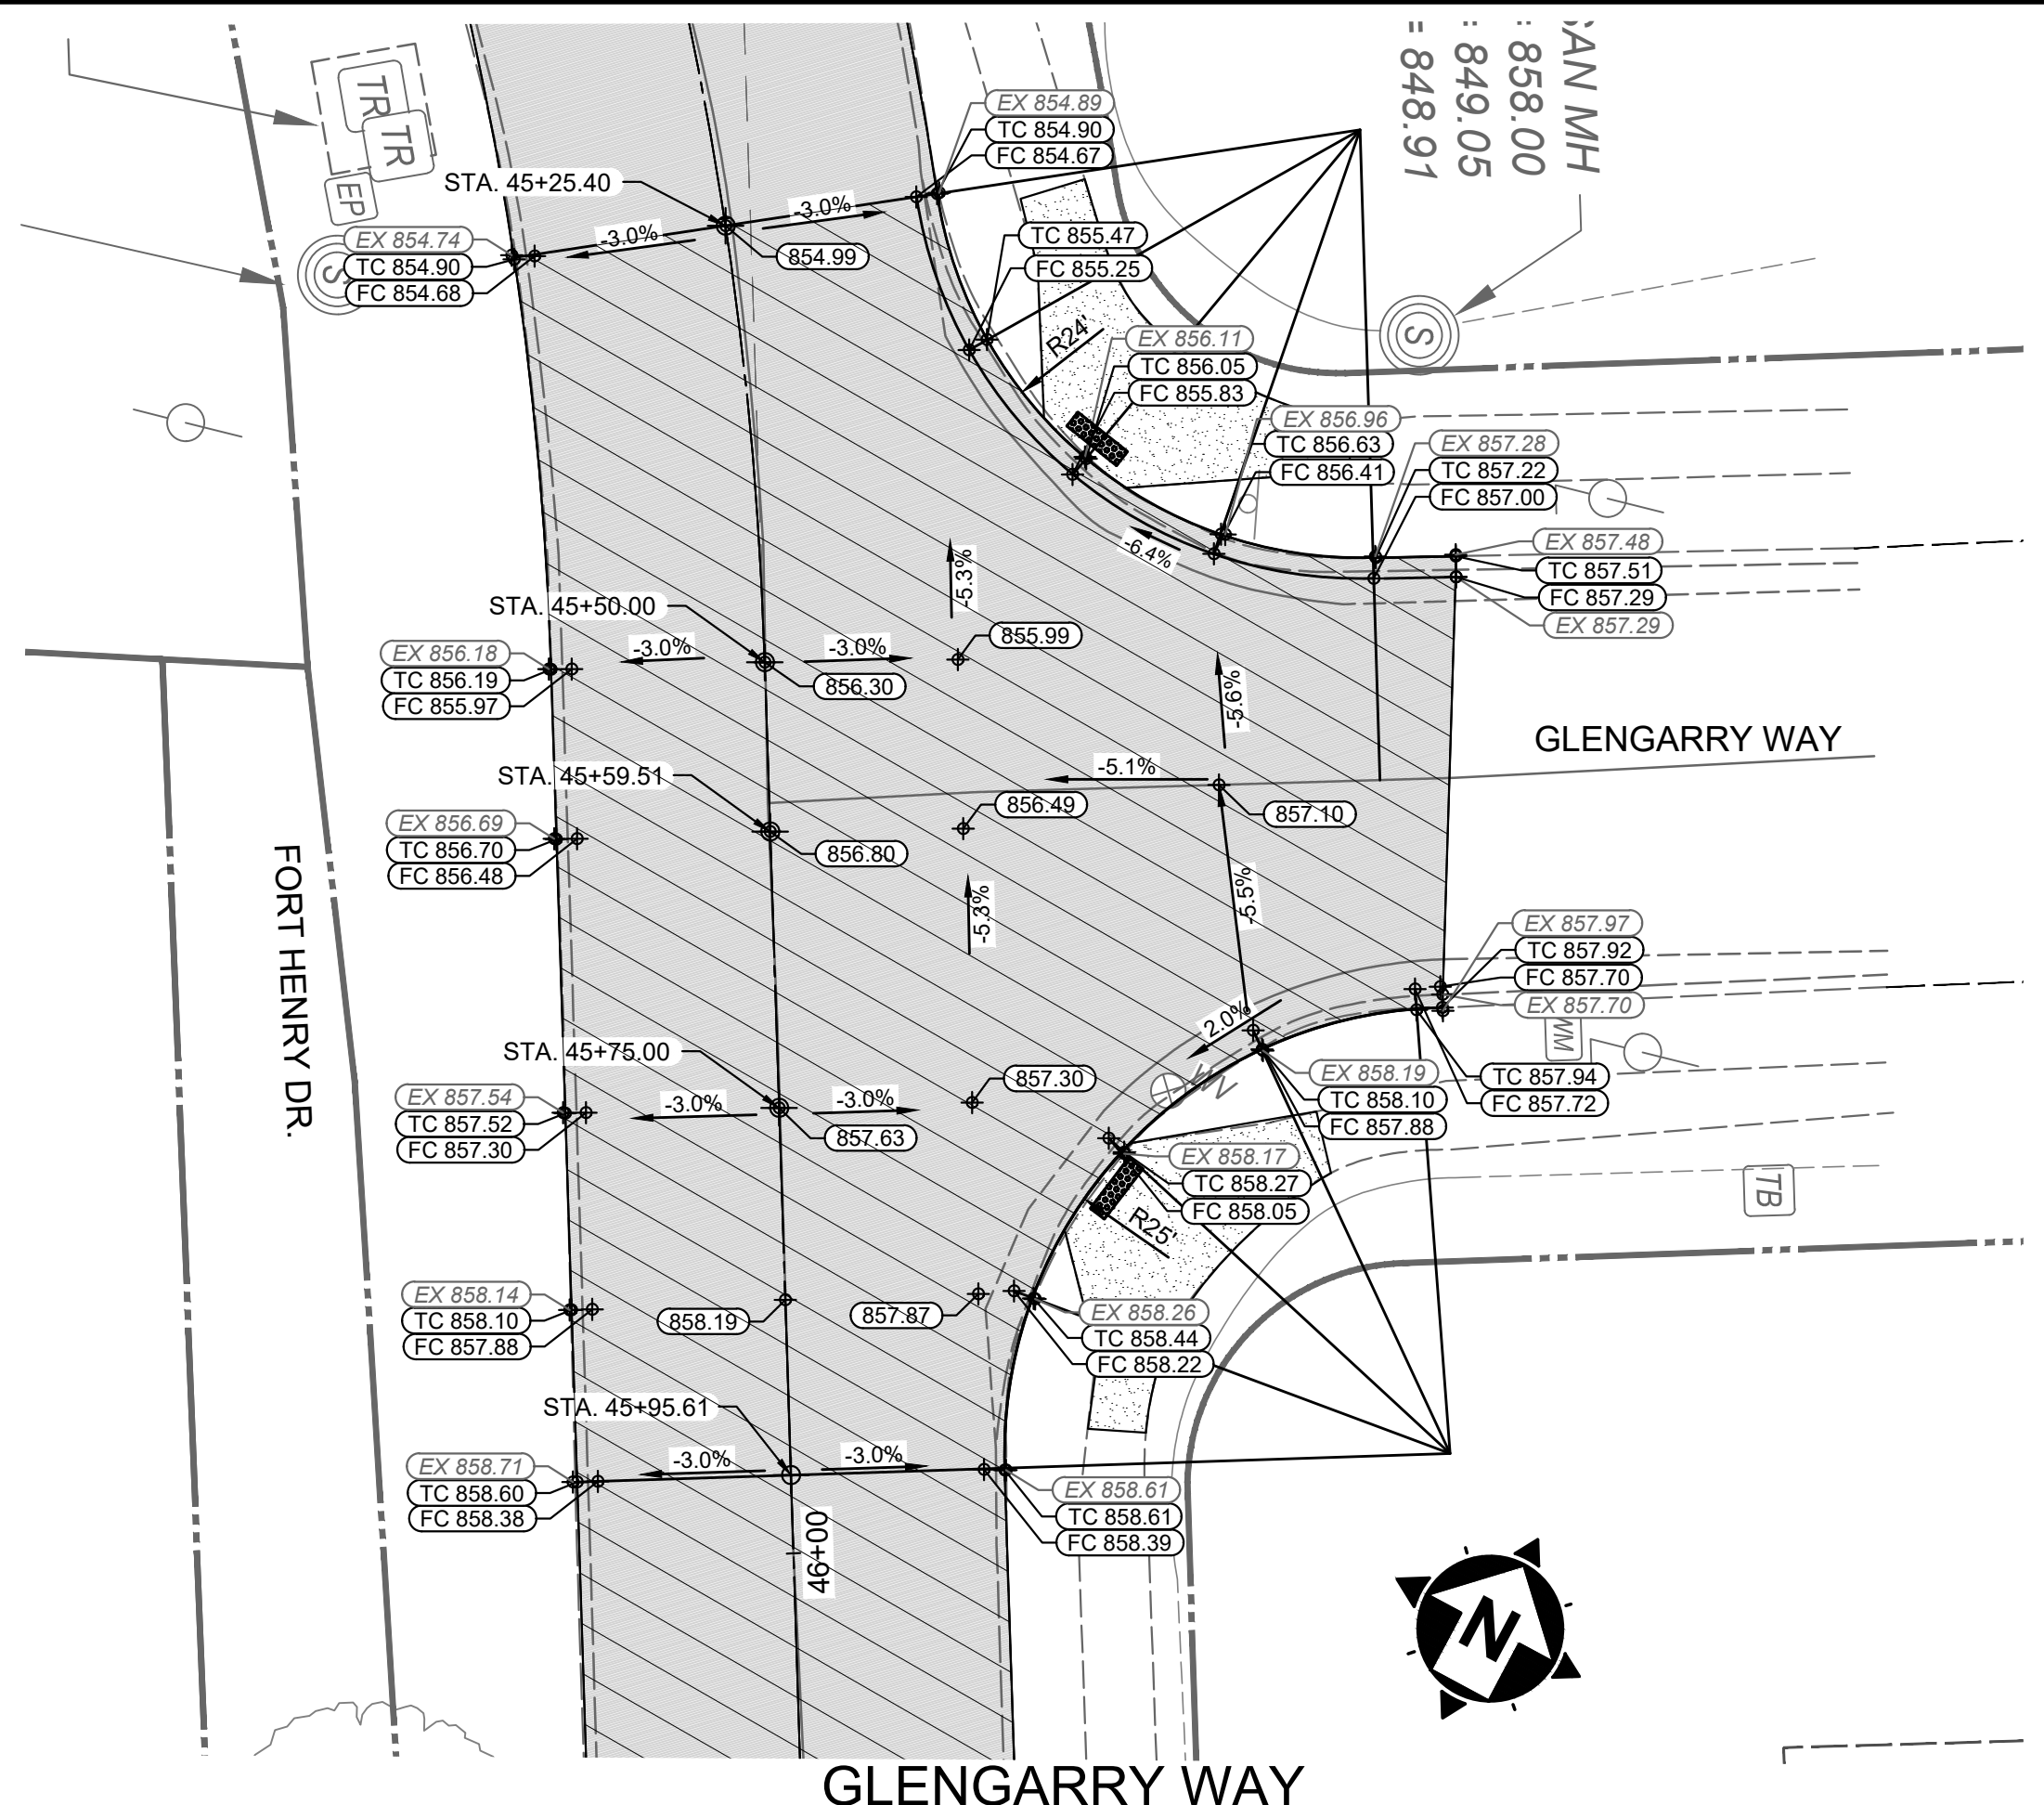 SAN MH
: 858.00
= 849.05
= 848.91
TR
TR
EP
S
S
EX 854.89
TC 854.90
FC 854.67
STA. 45+25.40
-3.0%
-3.0%
854.99
EX 854.74
TC 854.90
FC 854.68
TC 855.47
FC 855.25
R24'
EX 856.11
TC 856.05
FC 855.83
EX 856.96
TC 856.63
FC 856.41
EX 857.28
TC 857.22
FC 857.00
-6.4%
EX 857.48
TC 857.51
FC 857.29
EX 857.29
-5.3%
STA. 45+50.00
-3.0%
-3.0%
855.99
856.30
EX 856.18
TC 856.19
FC 855.97
-5.6%
GLENGARRY WAY
STA. 45+59.51
-5.1%
856.49
857.10
856.80
EX 856.69
TC 856.70
FC 856.48
FORT HENRY DR.
-5.3%
-5.5%
EX 857.97
TC 857.92
FC 857.70
EX 857.70
WM
2.0%
STA. 45+75.00
-3.0%
-3.0%
857.30
857.63
EX 857.54
TC 857.52
FC 857.30
TC 857.94
FC 857.72
EX 858.19
TC 858.10
FC 857.88
EX 858.17
TC 858.27
FC 858.05
R25'
TB
EX 858.14
TC 858.10
FC 857.88
858.19
857.87
EX 858.26
TC 858.44
FC 858.22
STA. 45+95.61
-3.0%
-3.0%
EX 858.71
TC 858.60
FC 858.38
EX 858.61
TC 858.61
FC 858.39
46+00
N
GLENGARRY WAY